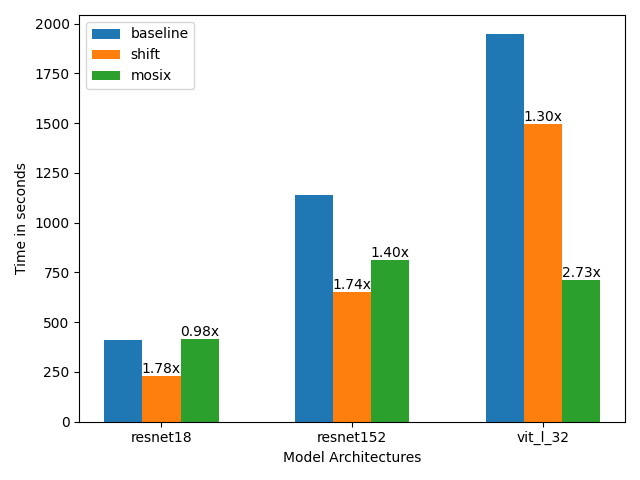 baseline
shift
mosix
2000
1750
1500
1250
1000
750
500
250
0
Time in seconds
1.78x
0.98x
1.74x
1.40x
1.30x
2.73x
resnet18
resnet152
vit_l_32
Model Architectures